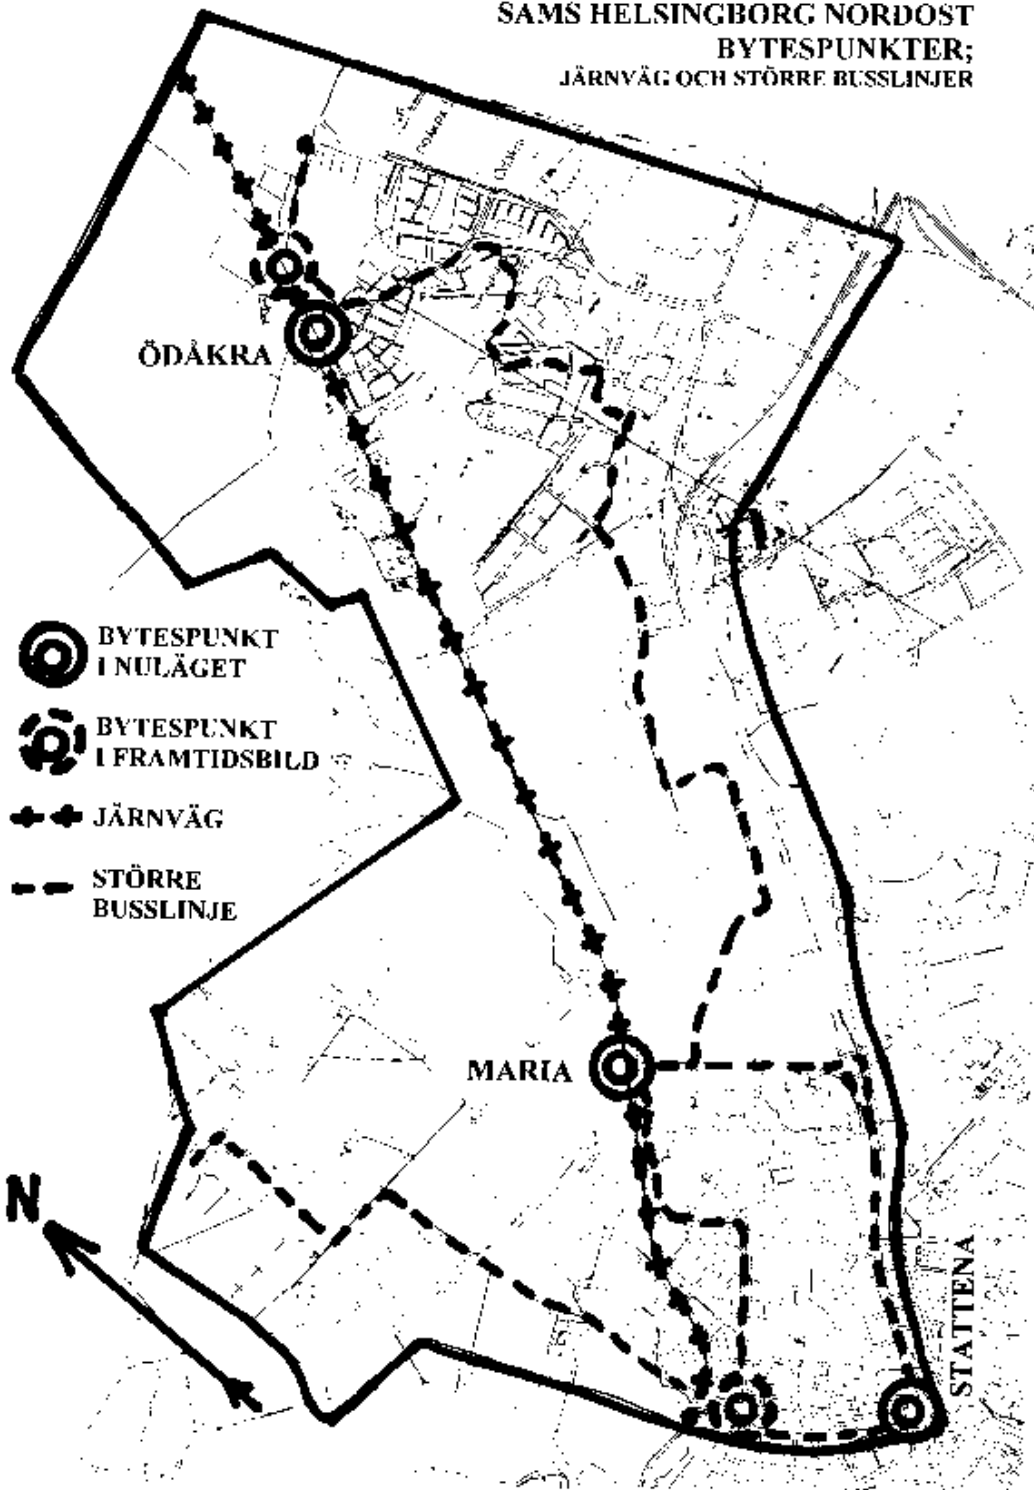 SAMS HELSINGBORG NORDOST
BYTESPUNKTER;
JÄRNVÄG OCH STÖRRE BUSSLINJER
ÖDÅKRA
BYTESPUNKT
I NULÄGET
BYTESPUNKT
I FRAMTIDSBILD
JÄRNVÄG
STÖRRE
BUSSLINJE
MARIA
N
STATTENA